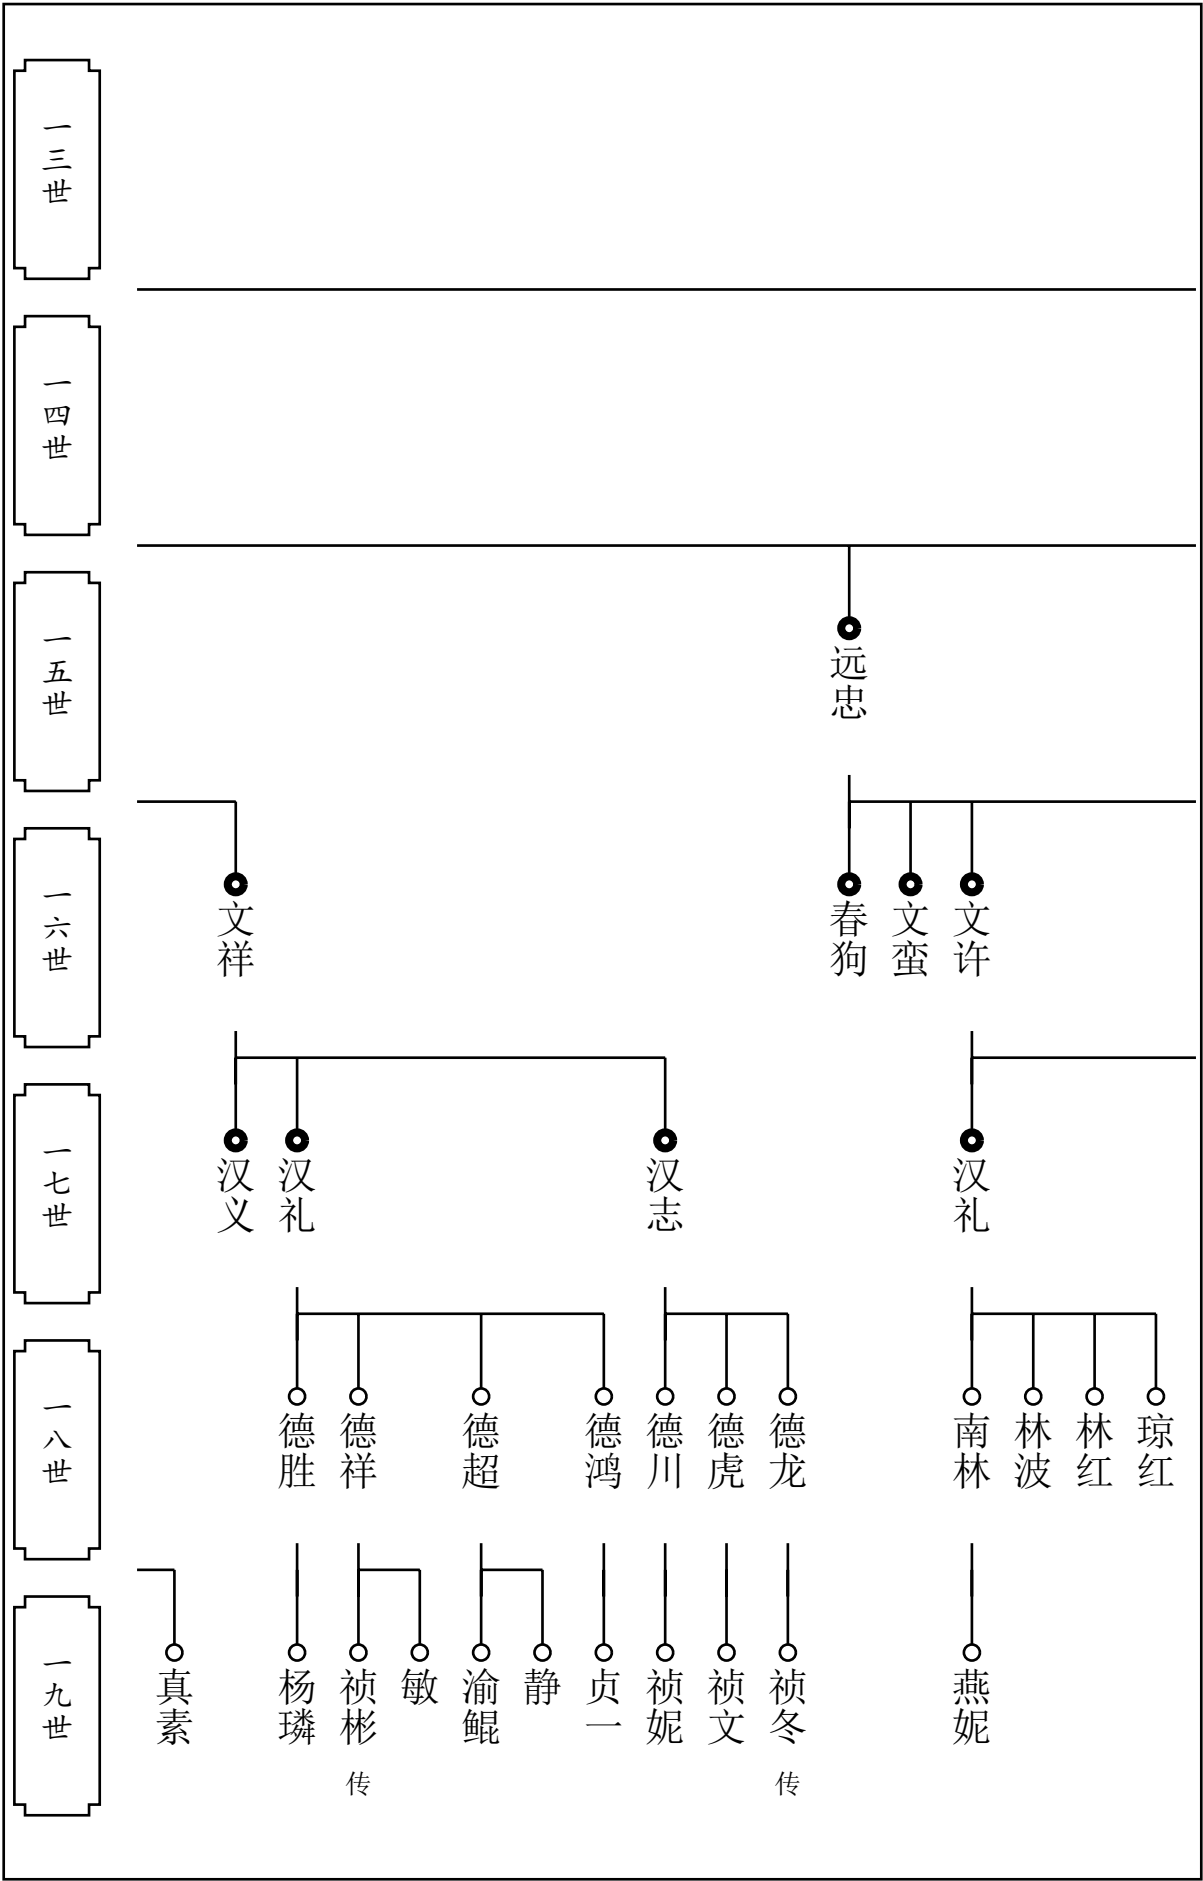 一三世
一四世
一五世
远忠
一六世
文祥
春狗
文蛮
文许
一七世
汉义
汉礼
汉志
汉礼
一八世
德胜
德祥
德超
德鸿
德川
德虎
德龙
南林
林波
林红
琼红
一九世
真素
杨璘
祯彬
传
敏
渝鲲
静
贞一
祯妮
祯文
祯冬
传
燕妮